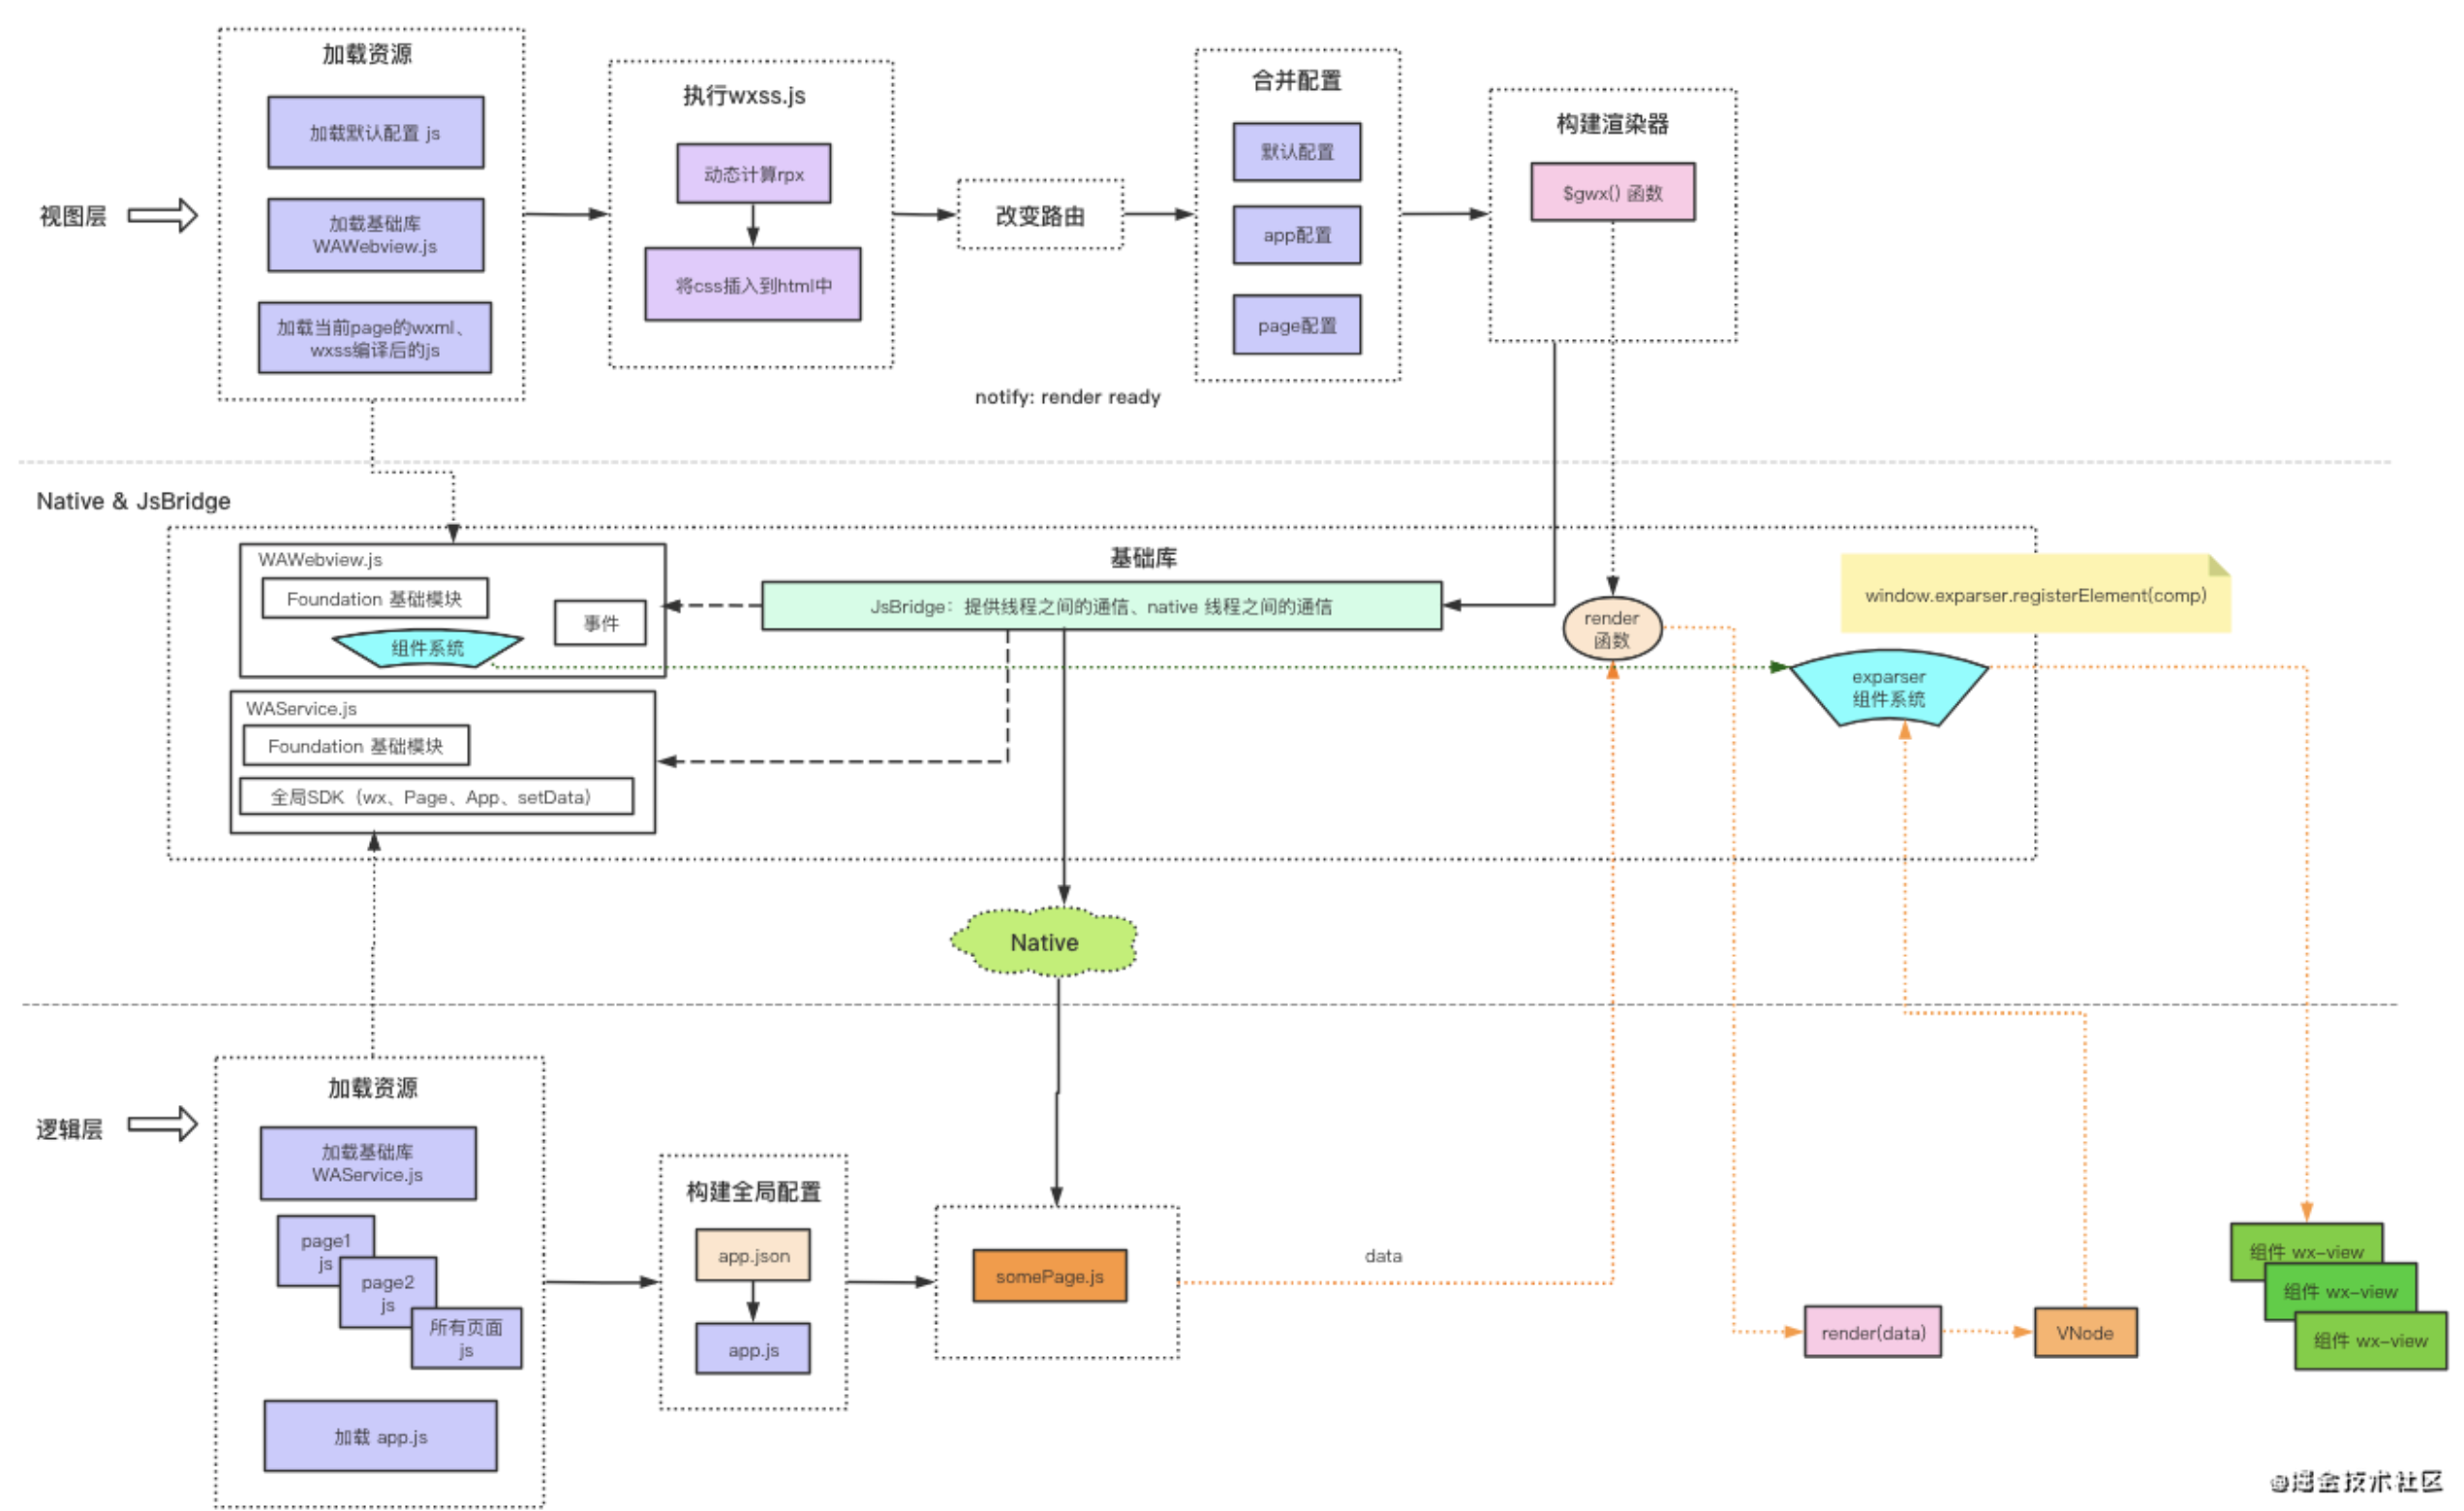 加载资源
加载默认配置 js
加载基础库
WAWebview.js
加载当前page的wxml、
wxss编译后的js
视图层
执行wxss.js
动态计算rpx
将css插入到html中
改变路由
合并配置
默认配置
app配置
page配置
构建渲染器
$gwx() 函数
notify: render ready
Native & JsBridge
WAWebview.js
Foundation 基础模块
组件系统
事件
基础库
JsBridge：提供线程之间的通信、native 线程之间的通信
render
函数
window.exparser.registerElement(comp)
exparser
组件系统
WAService.js
Foundation 基础模块
全局SDK（wx、Page、App、setData）
Native
逻辑层
加载资源
加载基础库
WAService.js
page1
js
page2
js
所有页面
js
加载 app.js
构建全局配置
app.json
app.js
somePage.js
data
render(data)
VNode
组件 wx-view
组件 wx-view
组件 wx-view
@掘金技术社区